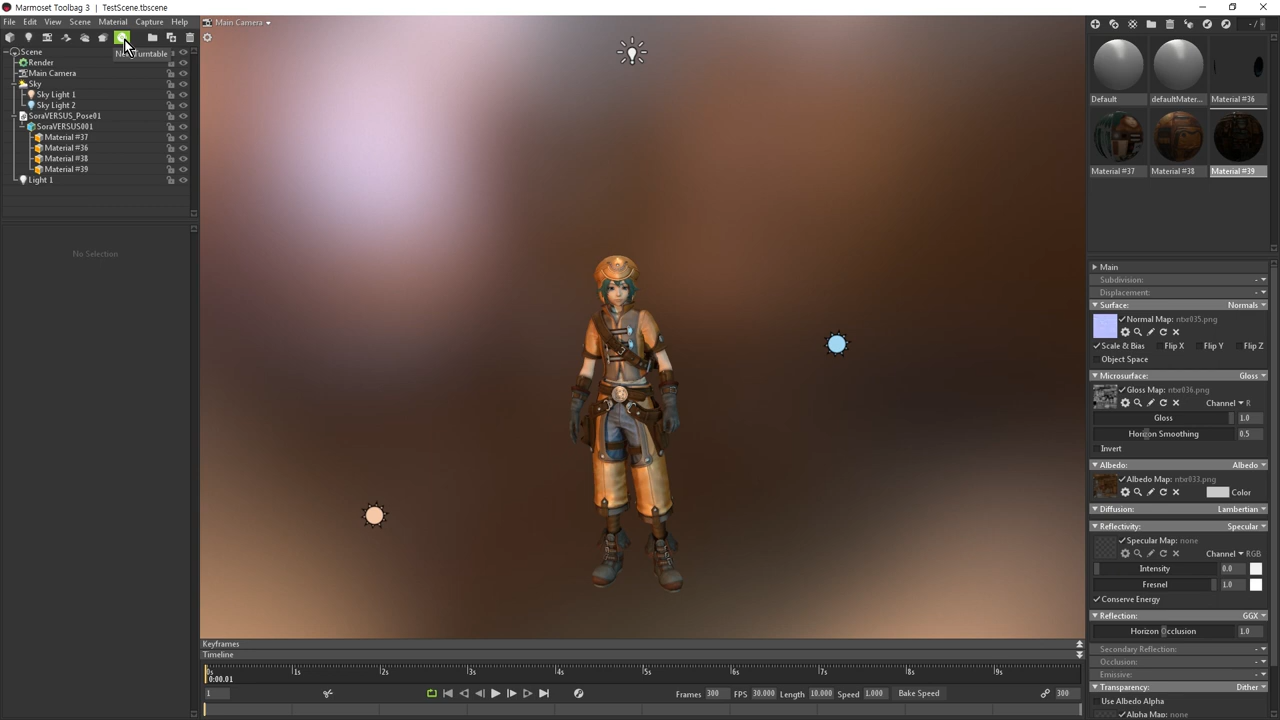 Marmoset Toolbag 3 | TestScene.tbscene
File Edit View Scene Material Capture Help
Main Camera
Scene
Render
Main Camera
Sky
Sky Light 1
Sky Light 2
SoraVERSUS_Pose01
SoraVERSUS001
Material #37
Material #36
Material #38
Material #39
Light 1
No Selection
Default defaultMater... Material #36
Material #37 Material #38 Material #39
Main
Subdivision: -
Displacement: -
Surface: Normals
Normal Map: ntxr035.png
Scale & Bias Flip X Flip Y Flip Z
Object Space
Microsurface: Gloss
Gloss Map: ntxr036.png
Channel R
Gloss 1.0
Horizon Smoothing 0.5
Invert
Albedo: Albedo
Albedo Map: ntxr033.png
Color
Diffusion: Lambertian
Reflectivity: Specular
Specular Map: none
Channel RGB
Intensity 0.0
Fresnel 1.0
Conserve Energy
Reflection: GGX
Horizon Occlusion 1.0
Secondary Reflection: -
Occlusion: -
Emissive: -
Transparency: Dither
Use Albedo Alpha
Alpha Map: none
Keyframes
Timeline
1s 2s 3s 4s 5s 6s 7s 8s 9s
0:00.01
1 Frames 300 FPS 30.000 Length 10.000 Speed 1.000 Bake Speed 300